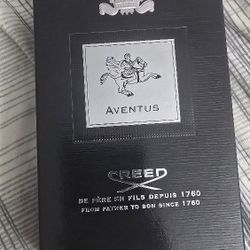 AVENTUS
CREED
DE PÈRE EN FILS DEPUIS 1760
FROM FATHER TO SON SINCE 1760